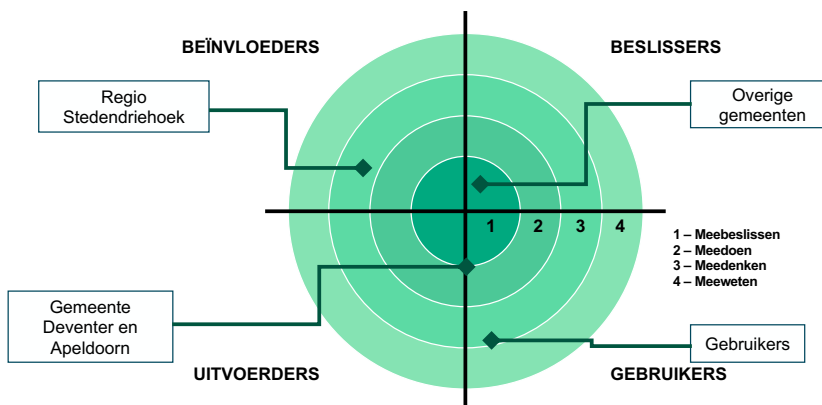 BEÏNVLOEDERS
BESLISSERS
Regio
Stedendriehoek
Overige
gemeenten
1 2 3 4
1 – Meebeslissen
2 – Meedoen
3 – Meedenken
4 – Meeweten
Gemeente
Deventer en
Apeldoorn
Gebruikers
UITVOERDERS
GEBRUIKERS